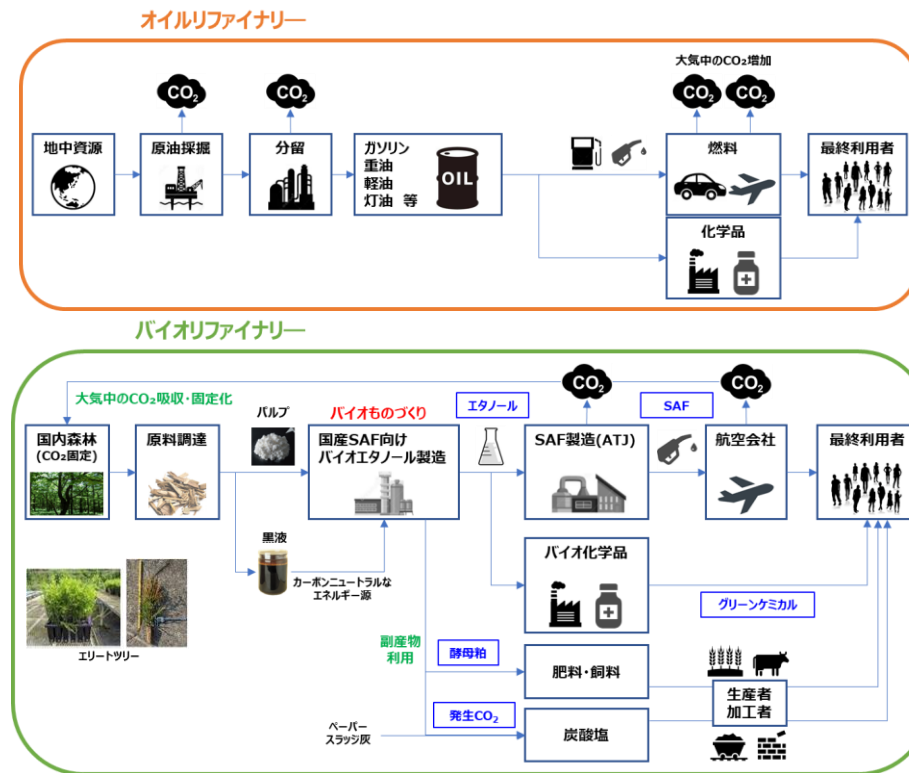 オイルリファイナリー
大気中のCO₂増加
CO₂
CO₂
CO₂
CO₂
地中資源
原油採掘
分留
ガソリン
重油
軽油
灯油 等
OIL
燃料
最終利用者
化学品
バイオリファイナリー
CO₂
CO₂
大気中のCO₂吸収・固定化
パルプ
バイオものづくり
エタノール
SAF
国内森林
(CO₂固定)
原料調達
国産SAF向け
バイオエタノール製造
SAF製造(ATJ)
航空会社
最終利用者
黒液
カーボンニュートラルな
エネルギー源
バイオ化学品
グリーンケミカル
エリートツリー
副産物
利用
酵母粕
肥料・飼料
生産者
加工者
発生CO₂
炭酸塩
ペーパー
スラッジ灰